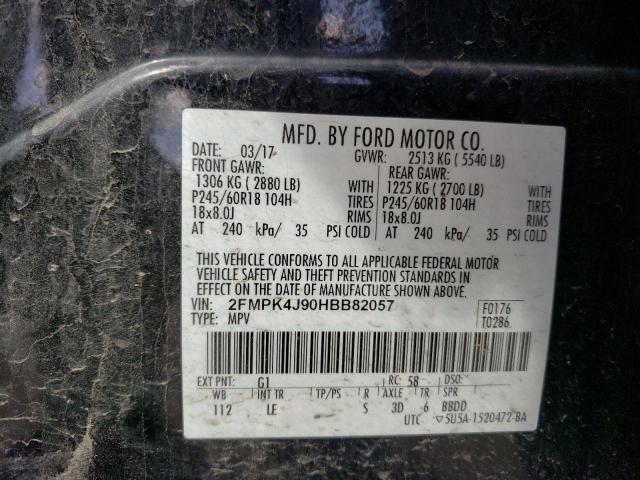 MFD. BY FORD MOTOR CO.
DATE: 03/17 GVWR: 2513 KG ( 5540 LB)
FRONT GAWR: REAR GAWR:
1306 KG ( 2880 LB) WITH 1225 KG ( 2700 LB) WITH
P245/60R18 104H TIRES P245/60R18 104H TIRES
18x8.0J RIMS 18x8.0J RIMS
AT 240 kPa/ 35 PSI COLD AT 240 kPa/ 35 PSI COLD
THIS VEHICLE CONFORMS TO ALL APPLICABLE FEDERAL MOTOR
VEHICLE SAFETY AND THEFT PREVENTION STANDARDS IN
EFFECT ON THE DATE OF MANUFACTURE SHOWN ABOVE.
VIN: 2FMPK4J90HBB82057 F0176
TYPE: MPV T0286
EXT PNT: G1 RC: 58 DSO:
WB INT TR TP/PS R AXLE TR SPR
112 LE S 3D 6 BBDD
UTC ▽5U5A-1520472-BA